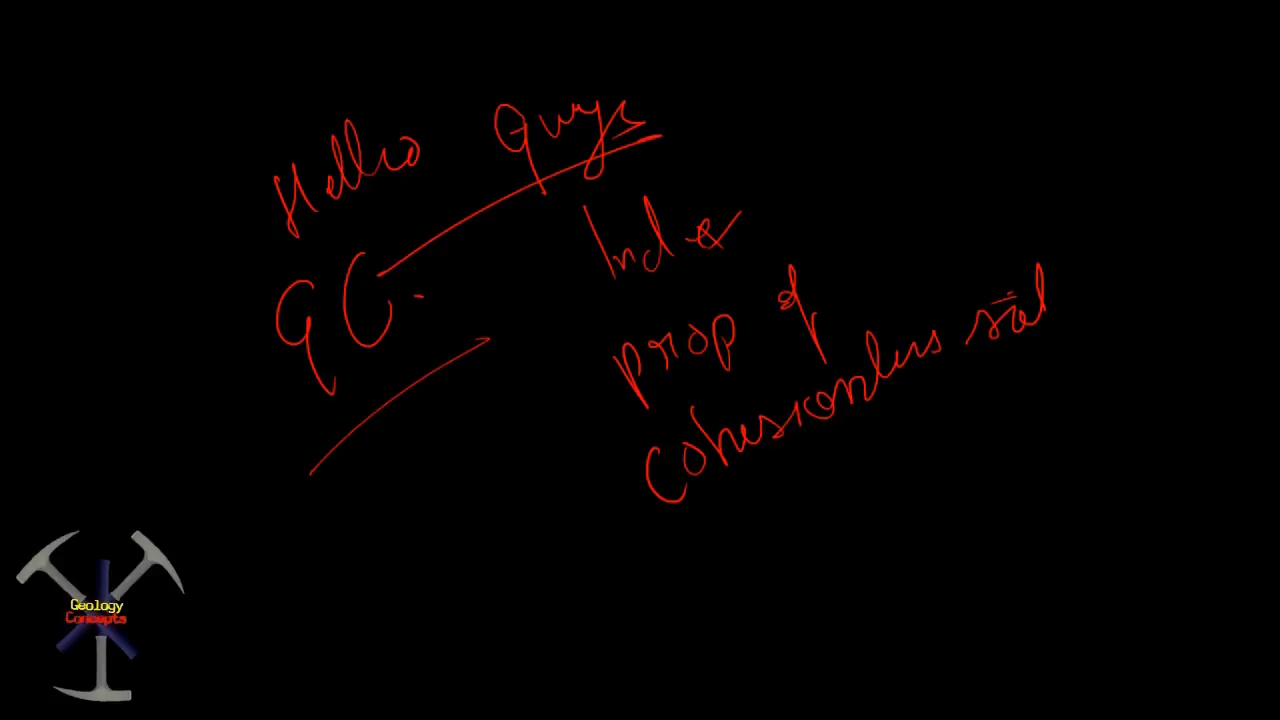 Hello guys
GC.
Index
prop of
cohesionless soil
Geology
Concepts